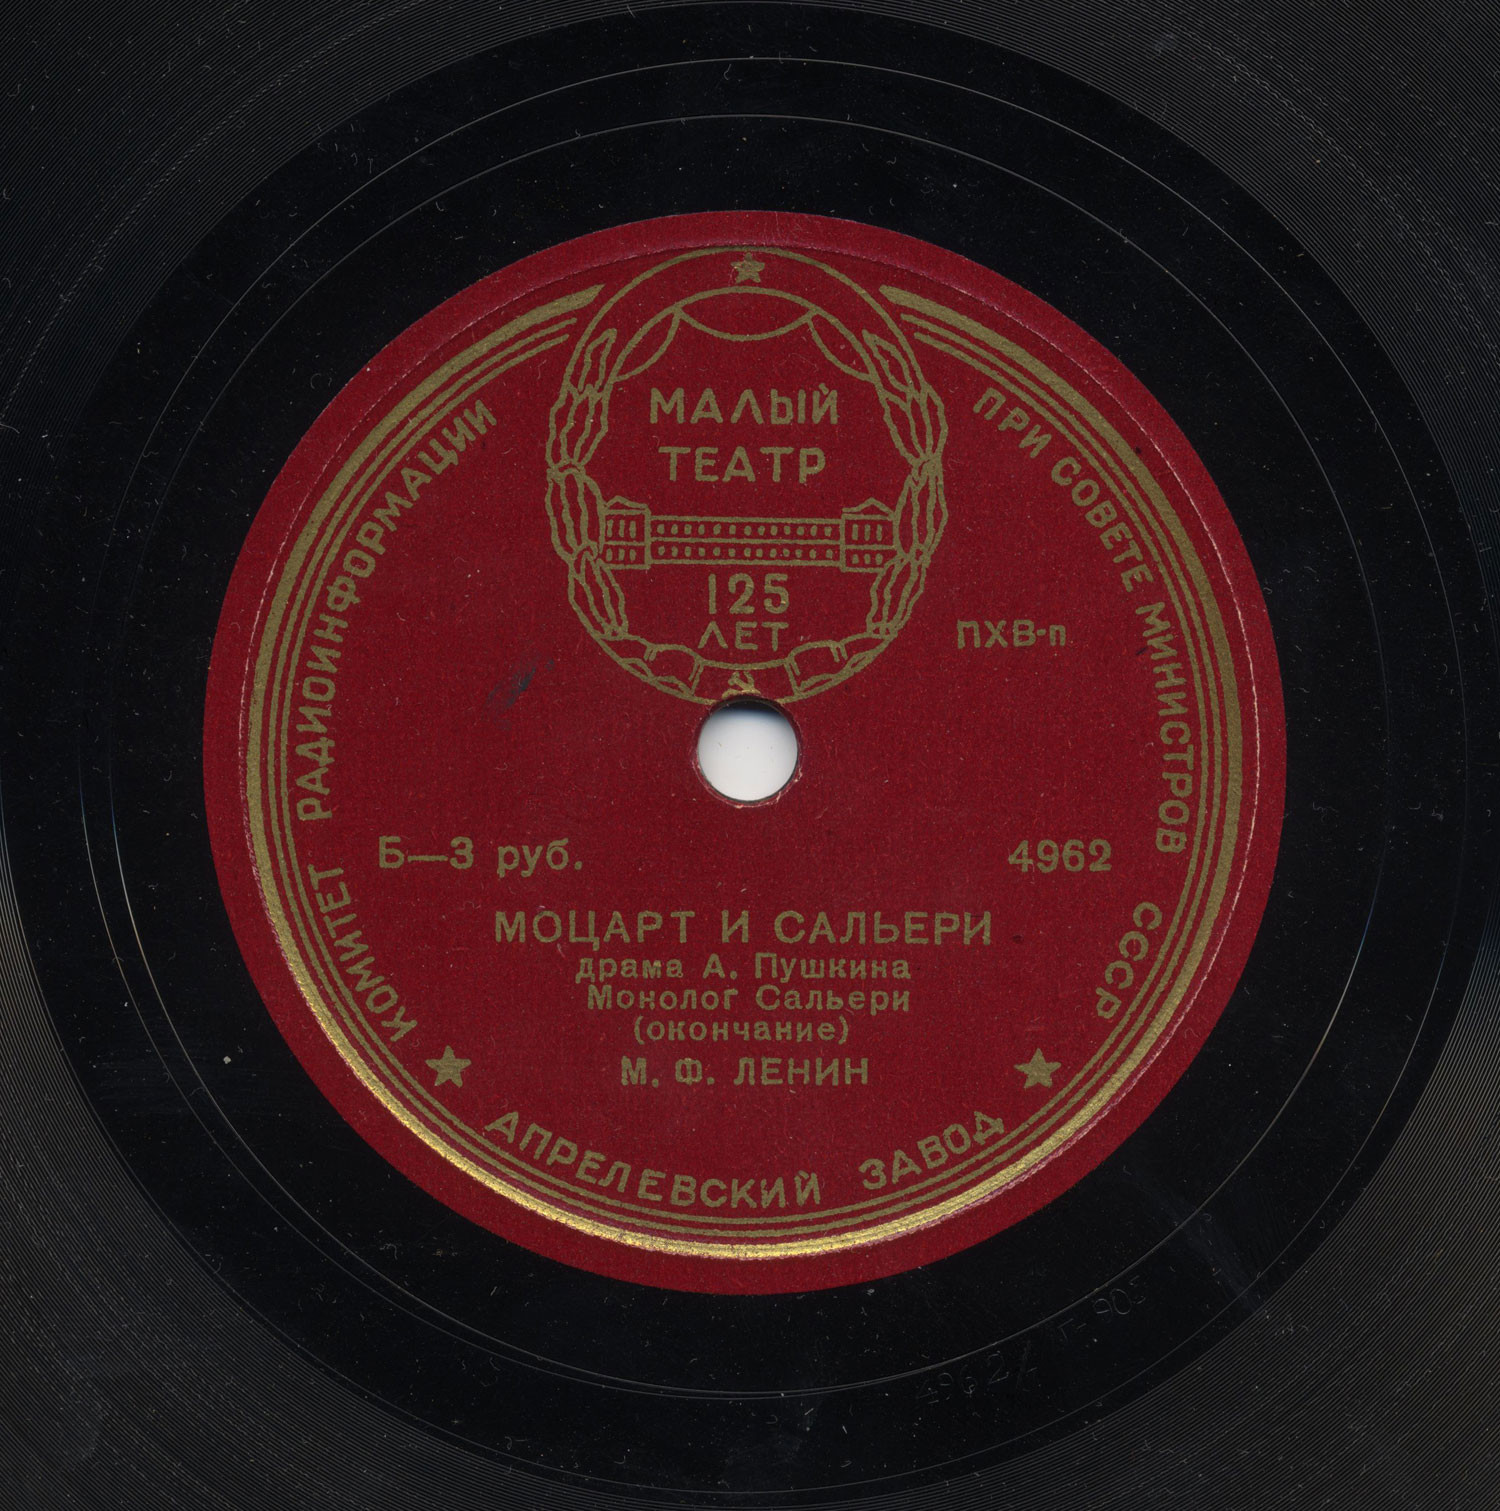 МАЛЫЙ
ТЕАТР
125
ЛЕТ
КОМИТЕТ РАДИОИНФОРМАЦИИ
ПРИ СОВЕТЕ МИНИСТРОВ СССР
ПХВ-п
Б—3 руб.
4962
МОЦАРТ И САЛЬЕРИ
драма А. Пушкина
Монолог Сальери
(окончание)
М. Ф. ЛЕНИН
АПРЕЛЕВСКИЙ ЗАВОД